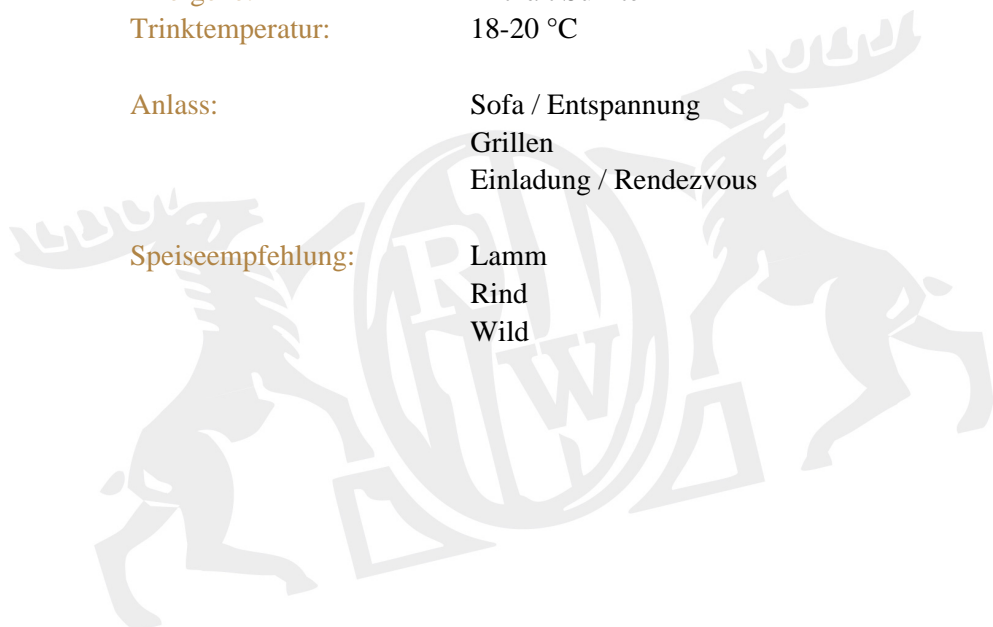 Trinktemperatur: 18-20 °C
Anlass: Sofa / Entspannung
Grillen
Einladung / Rendezvous
Speiseempfehlung: Lamm
Rind
Wild
R W